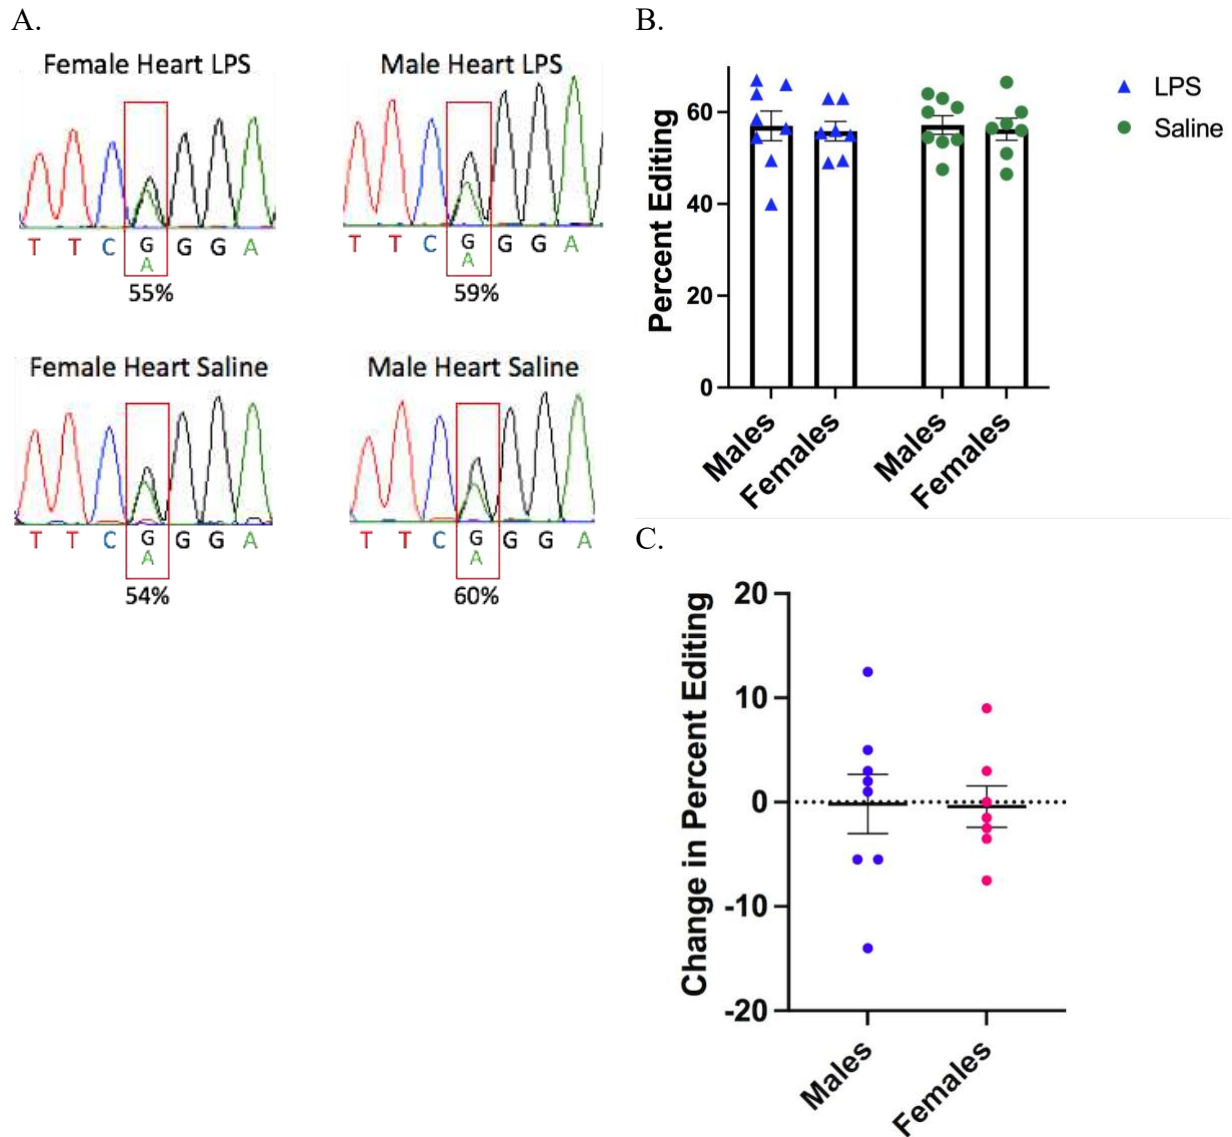 A.
Female Heart LPS
T T C G G G A
A
55%
Male Heart LPS
T T C G G G A
A
59%
Female Heart Saline
T T C G G G A
A
54%
Male Heart Saline
T T C G G G A
A
60%
B.
Percent Editing
60
40
20
0
Males
Females
Males
Females
LPS
Saline
C.
Change in Percent Editing
20
10
0
-10
-20
Males
Females